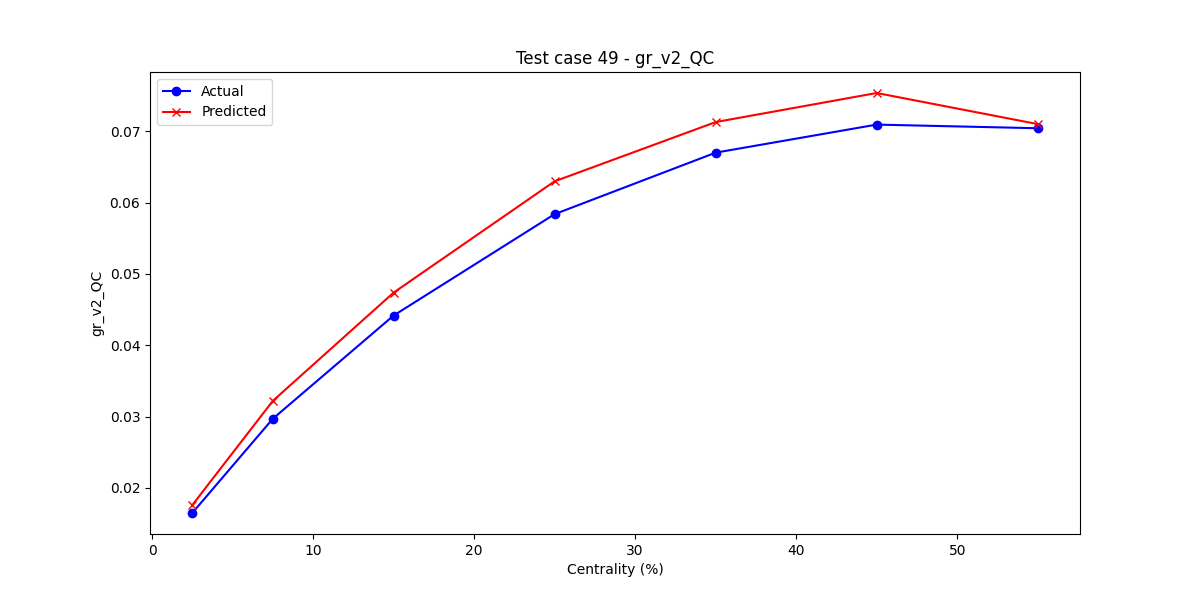 Test case 49 - gr_v2_QC
Actual
Predicted
gr_v2_QC
0.07
0.06
0.05
0.04
0.03
0.02
0 10 20 30 40 50
Centrality (%)